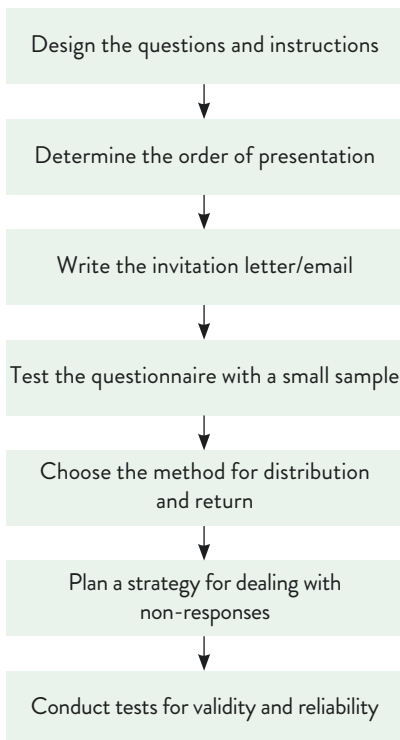 Design the questions and instructions
Determine the order of presentation
Write the invitation letter/email
Test the questionnaire with a small sample
Choose the method for distribution
and return
Plan a strategy for dealing with
non-responses
Conduct tests for validity and reliability